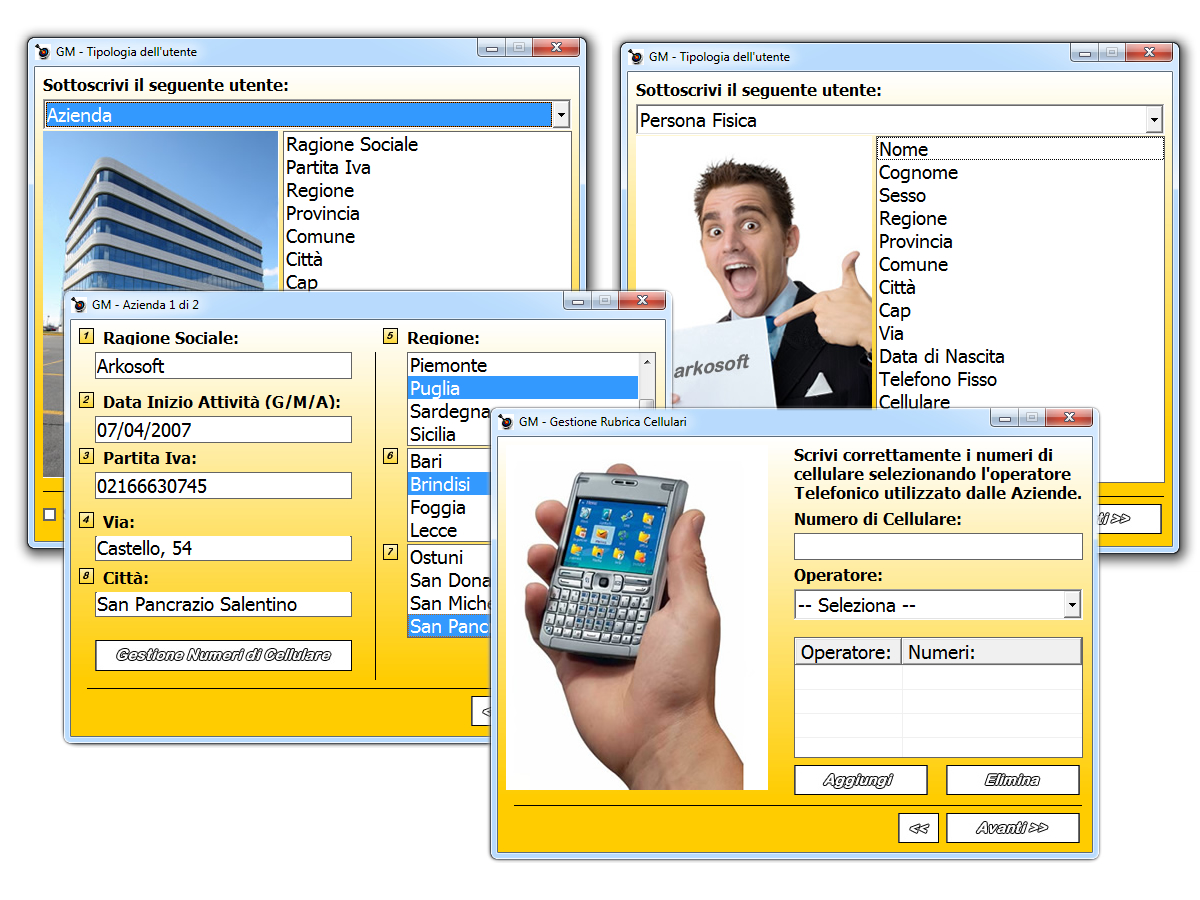 GM - Tipologia dell'utente
Sottoscrivi il seguente utente:
Azienda
Ragione Sociale
Partita Iva
Regione
Provincia
Comune
Città
Cap
GM - Tipologia dell'utente
Sottoscrivi il seguente utente:
Persona Fisica
Nome
Cognome
Sesso
Regione
Provincia
Comune
Città
Cap
Via
Data di Nascita
Telefono Fisso
Cellulare
arkosoft
>>
GM - Azienda 1 di 2
1 Ragione Sociale:
Arkosoft
2 Data Inizio Attività (G/M/A):
07/04/2007
3 Partita Iva:
02166630745
4 Via:
Castello, 54
8 Città:
San Pancrazio Salentino
Gestione Numeri di Cellulare
5 Regione:
Piemonte
Puglia
Sardegna
Sicilia
6
Bari
Brindisi
Foggia
Lecce
7
Ostuni
San Dona
San Miche
San Panc
GM - Gestione Rubrica Cellulari
Scrivi correttamente i numeri di
cellulare selezionando l'operatore
Telefonico utilizzato dalle Aziende.
Numero di Cellulare:
Operatore:
-- Seleziona --
Operatore: Numeri:
Aggiungi Elimina
<< Avanti >>